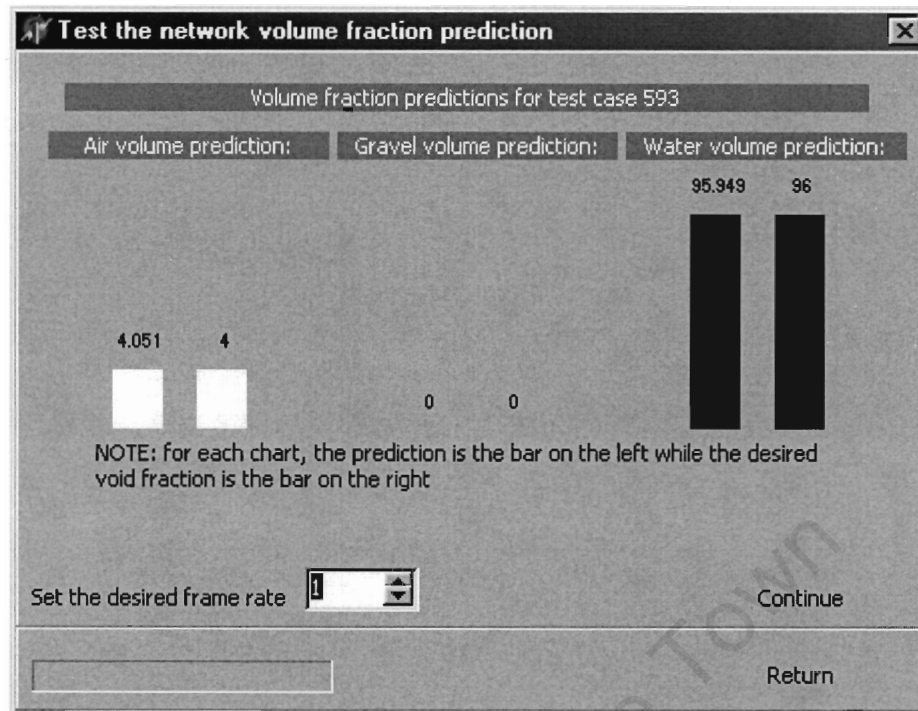 Test the network volume fraction prediction
Volume fraction predictions for test case 593
Air volume prediction:
Gravel volume prediction:
Water volume prediction:
95.949 96
4.051 4
0 0
NOTE: for each chart, the prediction is the bar on the left while the desired
void fraction is the bar on the right
Set the desired frame rate 1
Continue
Town
Return